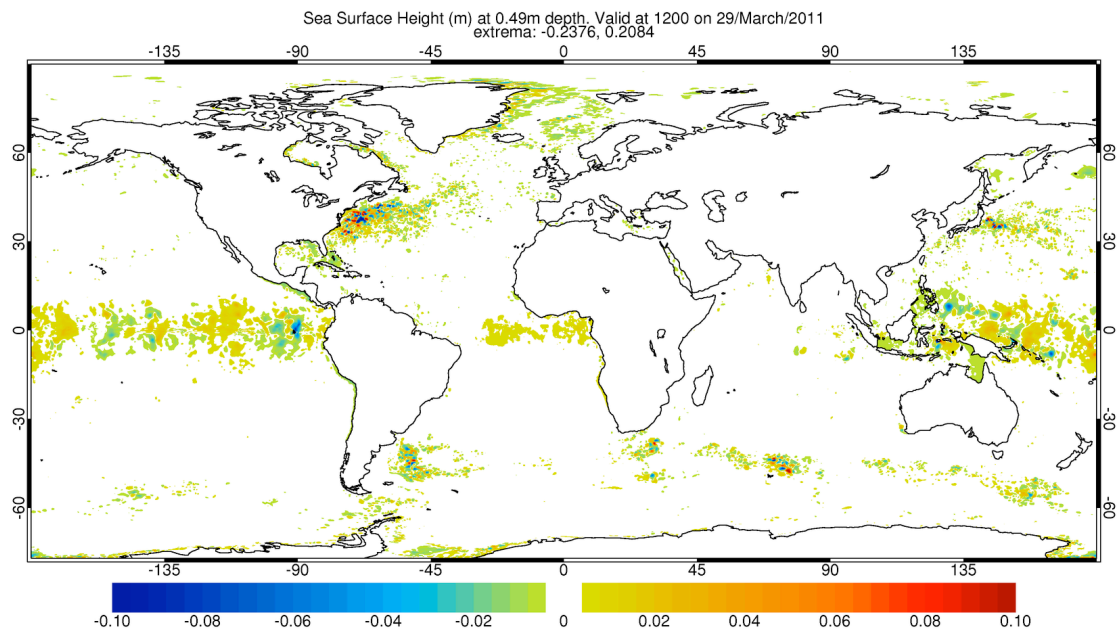 Sea Surface Height (m) at 0.49m depth. Valid at 1200 on 29/March/2011
extrema: -0.2376, 0.2084
-135 -90 -45 0 45 90 135
60 60
30 30
0 0
-30 -30
-60 -60
-135 -90 -45 0 45 90 135
-0.10 -0.08 -0.06 -0.04 -0.02 0 0.02 0.04 0.06 0.08 0.10